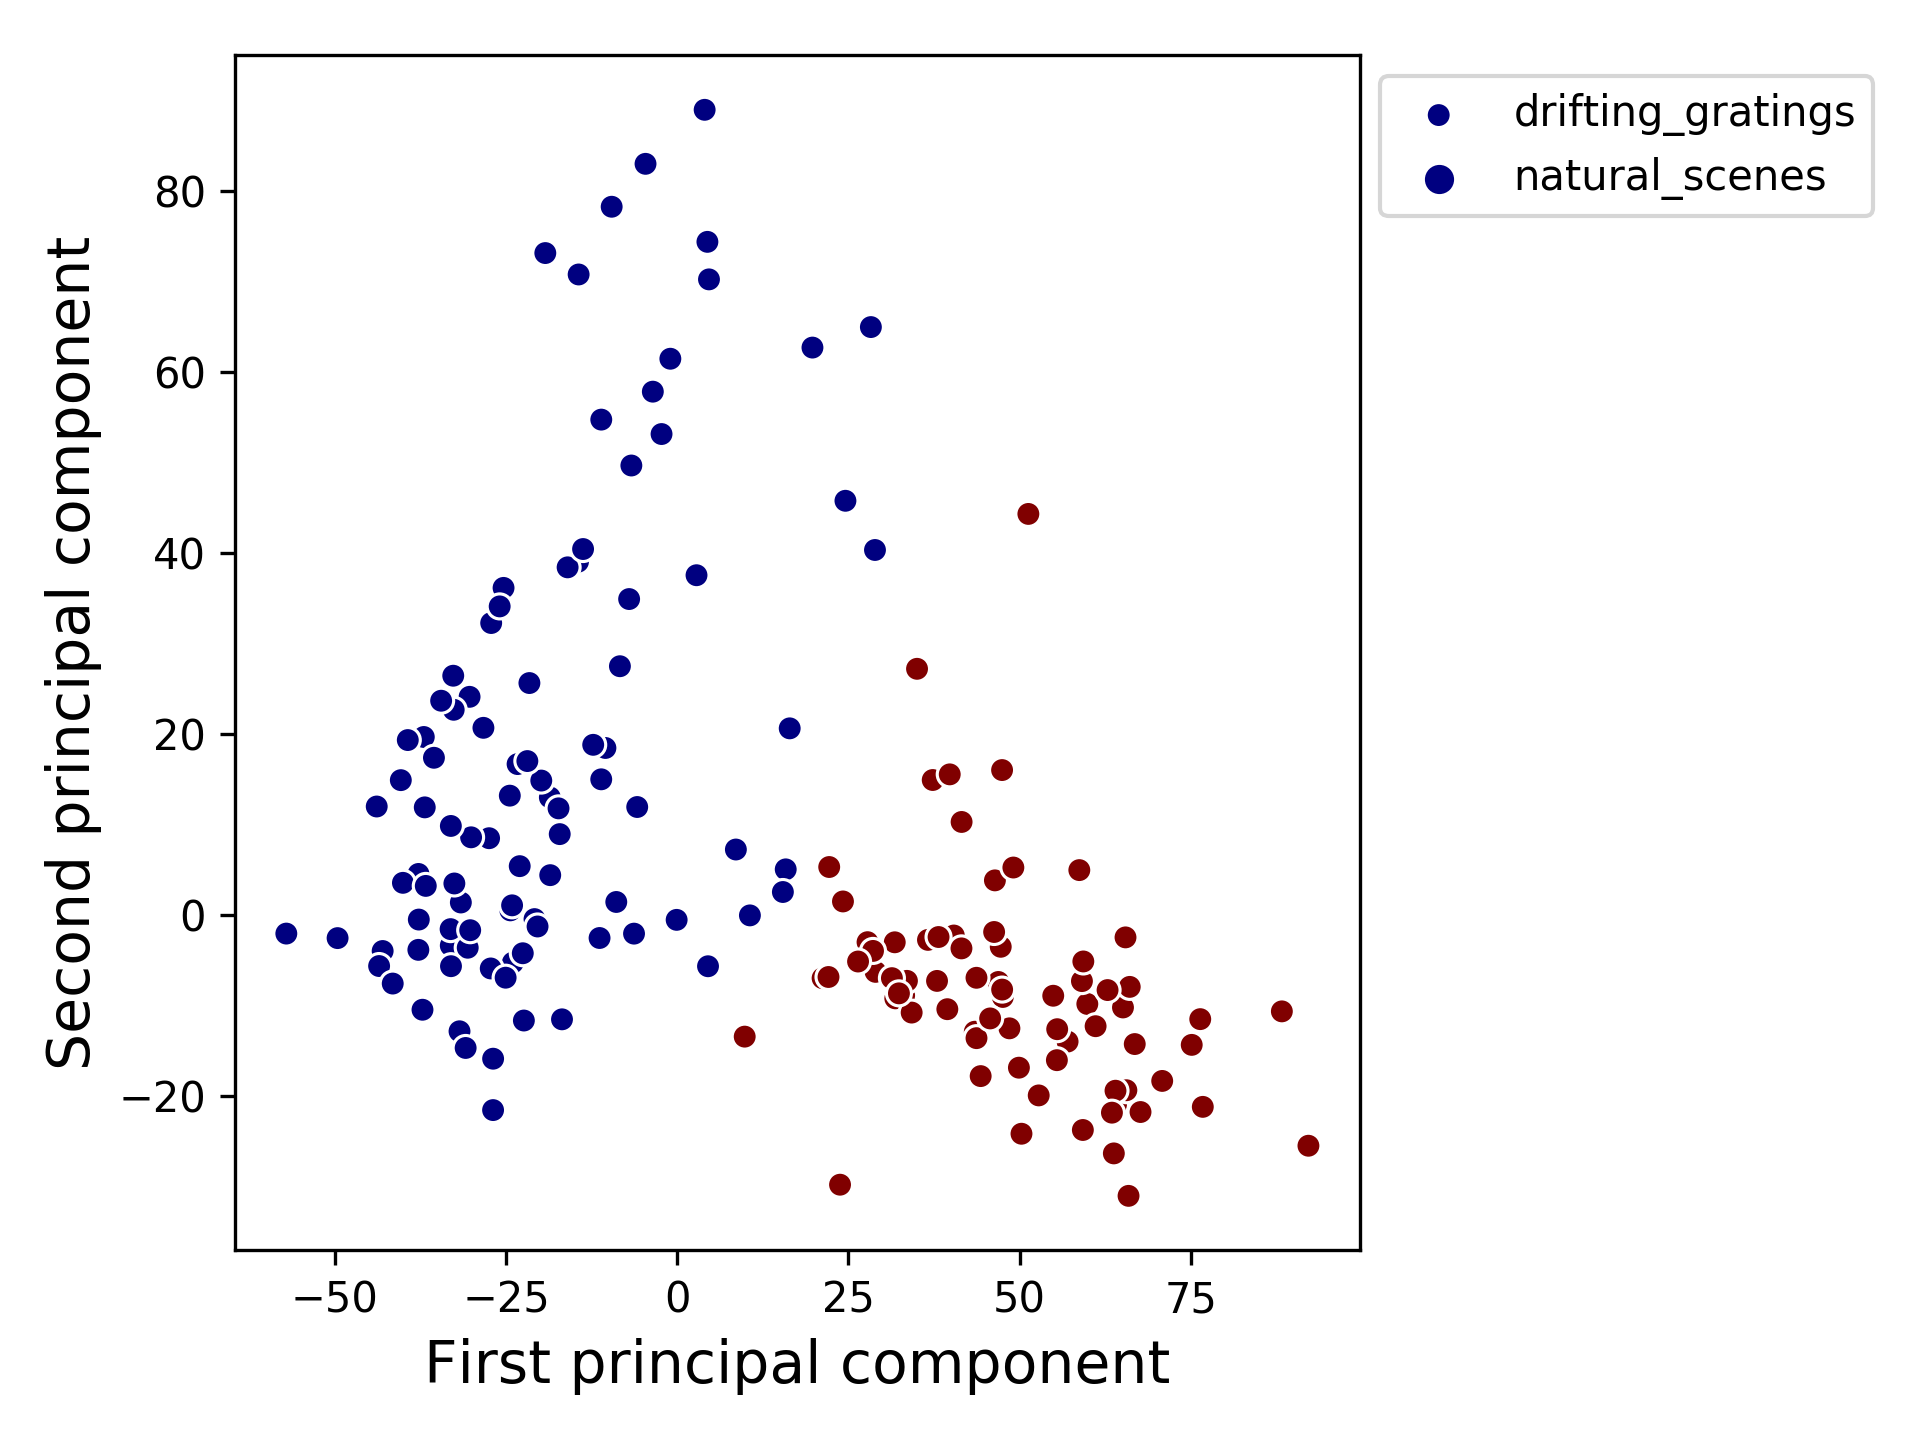 drifting_gratings
natural_scenes
80
60
40
20
0
−20
Second principal component
−50 −25 0 25 50 75
First principal component